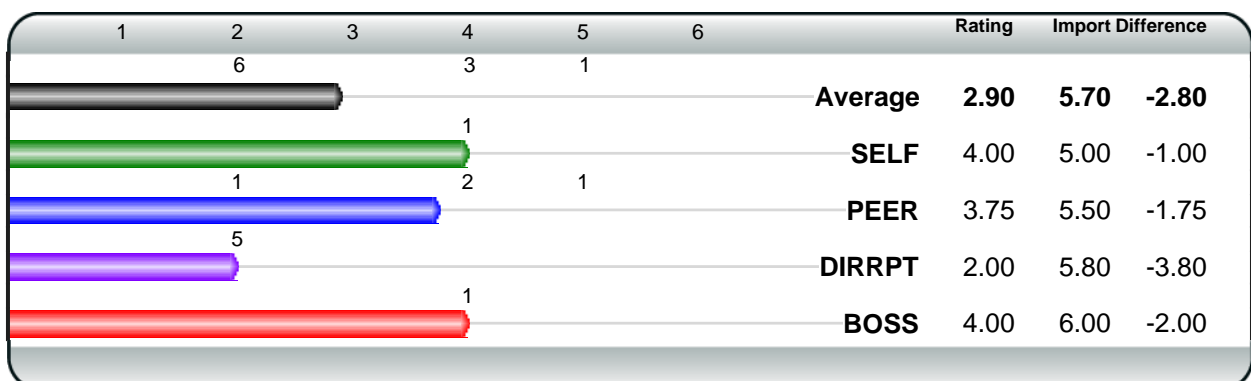 1 2 3 4 5 6 Rating Import Difference
6 3 1
Average 2.90 5.70 -2.80
1
SELF 4.00 5.00 -1.00
1 2 1
PEER 3.75 5.50 -1.75
5
DIRRPT 2.00 5.80 -3.80
1
BOSS 4.00 6.00 -2.00